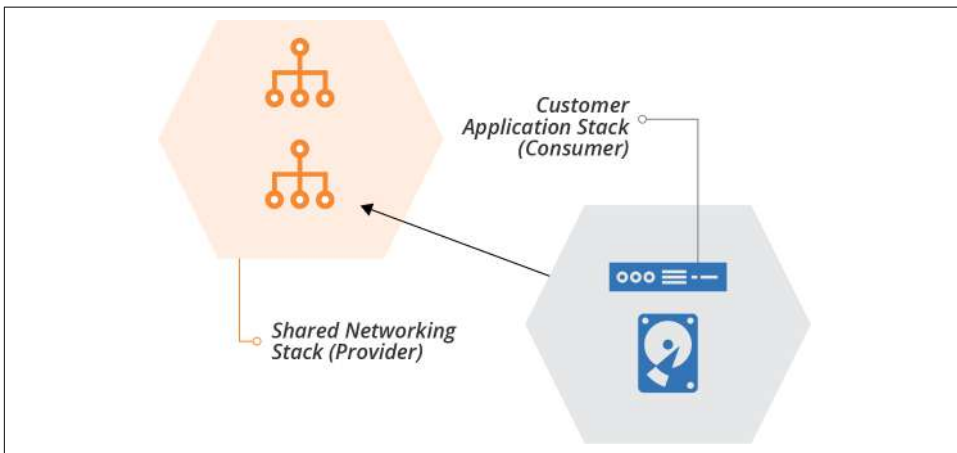 Customer
Application Stack
(Consumer)
Shared Networking
Stack (Provider)